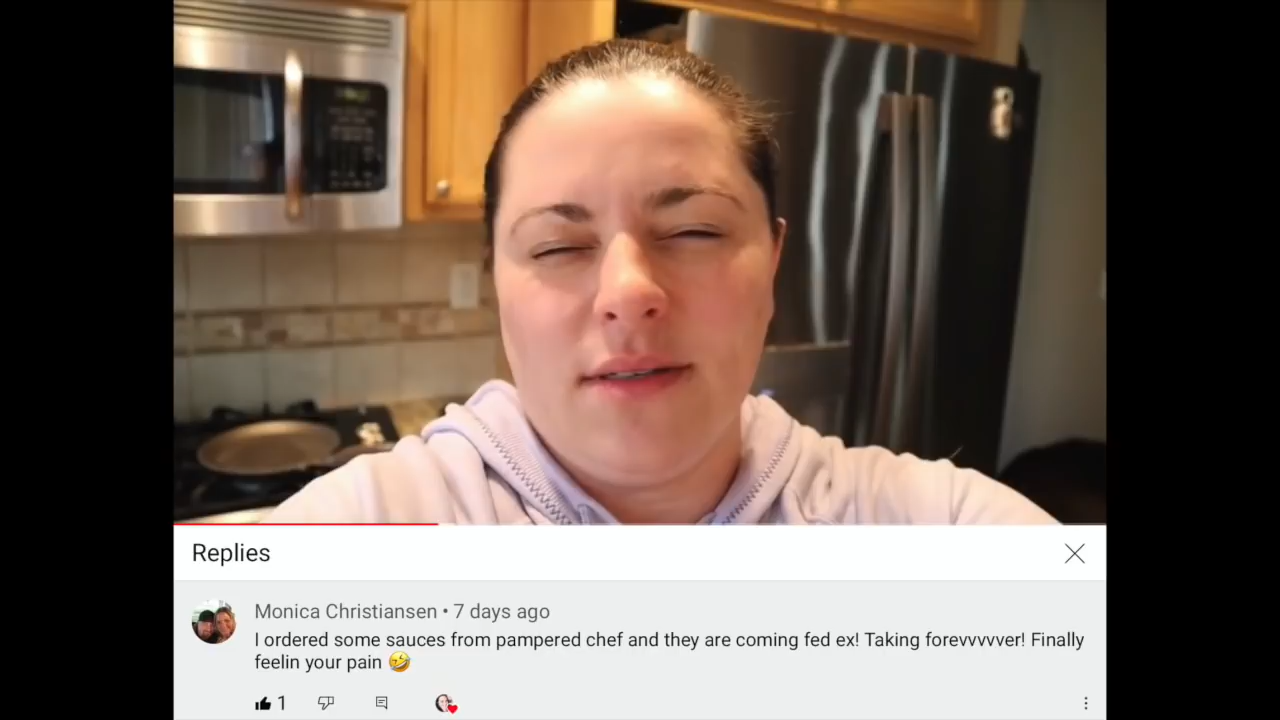 Replies
Monica Christiansen • 7 days ago
I ordered some sauces from pampered chef and they are coming fed ex! Taking forevvvvver! Finally
feelin your pain 🤣
1